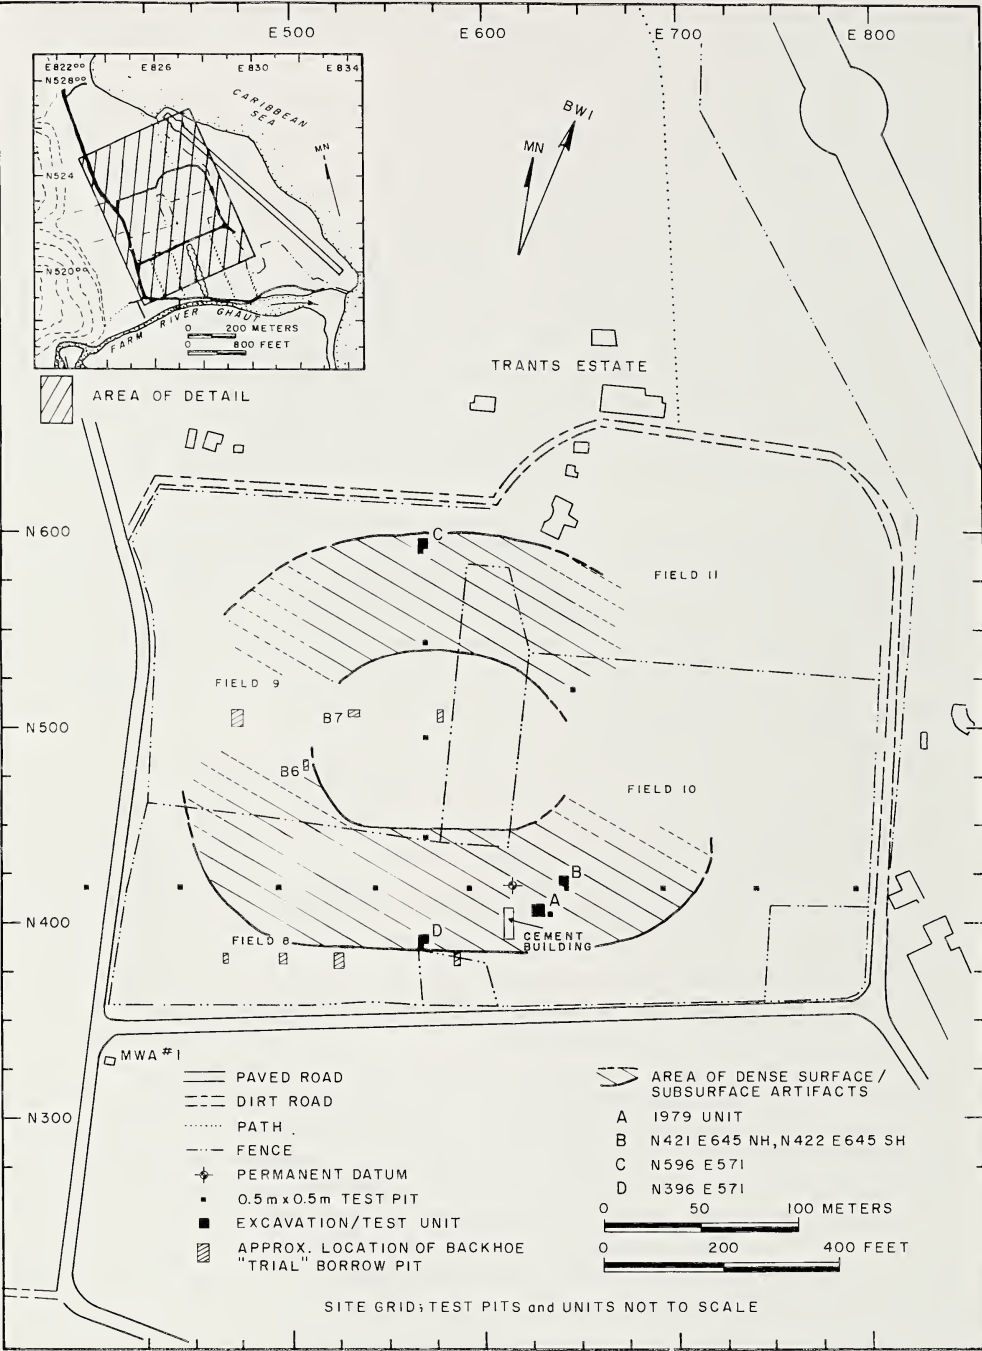 E 500
E 600
E 700
E 800
E 822⁰⁰
E 826
E 830
E 834
N528⁰⁰
N524
N520⁰⁰
CARIBBEAN
SEA
MN
FARM RIVER GHAUT
0 200 METERS
0 800 FEET
AREA OF DETAIL
BWI
MN
TRANTS ESTATE
N 600
N 500
N 400
N 300
C
FIELD 11
FIELD 9
B7
B6
FIELD 10
B
A
D
FIELD 8
CEMENT
BUILDING
MWA #1
PAVED ROAD
DIRT ROAD
PATH
FENCE
PERMANENT DATUM
0.5m x 0.5m TEST PIT
EXCAVATION/TEST UNIT
APPROX. LOCATION OF BACKHOE
"TRIAL" BORROW PIT
AREA OF DENSE SURFACE/
SUBSURFACE ARTIFACTS
A 1979 UNIT
B N421 E645 NH, N422 E645 SH
C N596 E571
D N396 E571
0 50 100 METERS
0 200 400 FEET
SITE GRID; TEST PITS and UNITS NOT TO SCALE